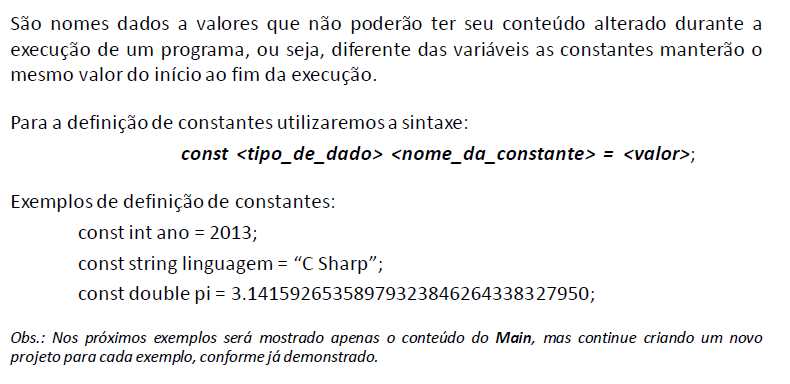 São nomes dados a valores que não poderão ter seu conteúdo alterado durante a
execução de um programa, ou seja, diferente das variáveis as constantes manterão o
mesmo valor do início ao fim da execução.
Para a definição de constantes utilizaremos a sintaxe:
const <tipo_de_dado> <nome_da_constante> = <valor>;
Exemplos de definição de constantes:
const int ano = 2013;
const string linguagem = “C Sharp”;
const double pi = 3.14159265358979323846264338327950;
Obs.: Nos próximos exemplos será mostrado apenas o conteúdo do Main, mas continue criando um novo
projeto para cada exemplo, conforme já demonstrado.